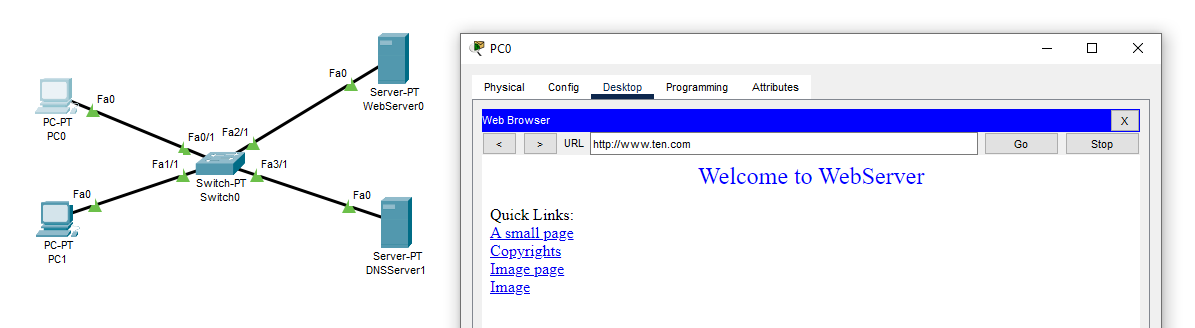 Fa0
Server-PT
WebServer0
Fa0
PC-PT
PC0
Fa0/1
Fa2/1
Fa1/1
Fa3/1
Switch-PT
Switch0
Fa0
PC-PT
PC1
Fa0
Server-PT
DNSServer1
PC0
Physical Config Desktop Programming Attributes
Web Browser X
< > URL http://www.ten.com Go Stop
Welcome to WebServer
Quick Links:
A small page
Copyrights
Image page
Image